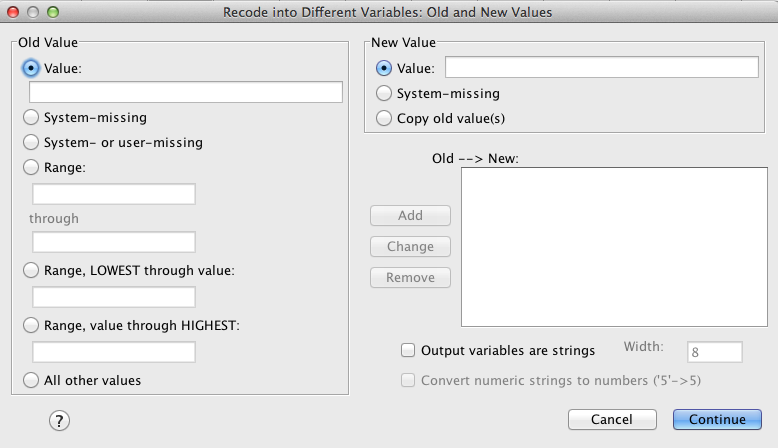 Recode into Different Variables: Old and New Values
Old Value
Value:
System-missing
System- or user-missing
Range:
through
Range, LOWEST through value:
Range, value through HIGHEST:
All other values
New Value
Value:
System-missing
Copy old value(s)
Old --> New:
Add
Change
Remove
Output variables are strings
Width:
8
Convert numeric strings to numbers ('5'->5)
?
Cancel
Continue